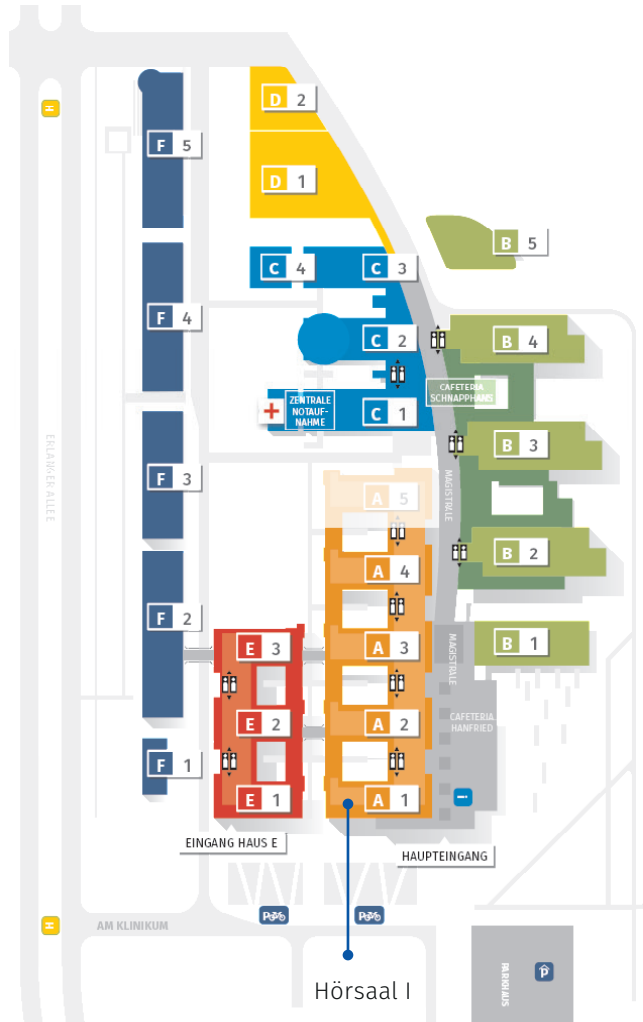 D 2
H
F 5
D 1
B 5
C 4
C 3
F 4
C 2
B 4
CAFETERIA
SCHNAPPHANS
ZENTRALE
NOTAUF-
NAHME
C 1
B 3
ERLANGER ALLEE
F 3
MAGISTRALE
A 5
B 2
A 4
F 2
E 3
A 3
B 1
MAGISTRALE
E 2
A 2
CAFETERIA
HANFRIED
F 1
E 1
A 1
i
EINGANG HAUS E
HAUPTEINGANG
H
AM KLINIKUM
P
P
PARKHAUS
P
Hörsaal I